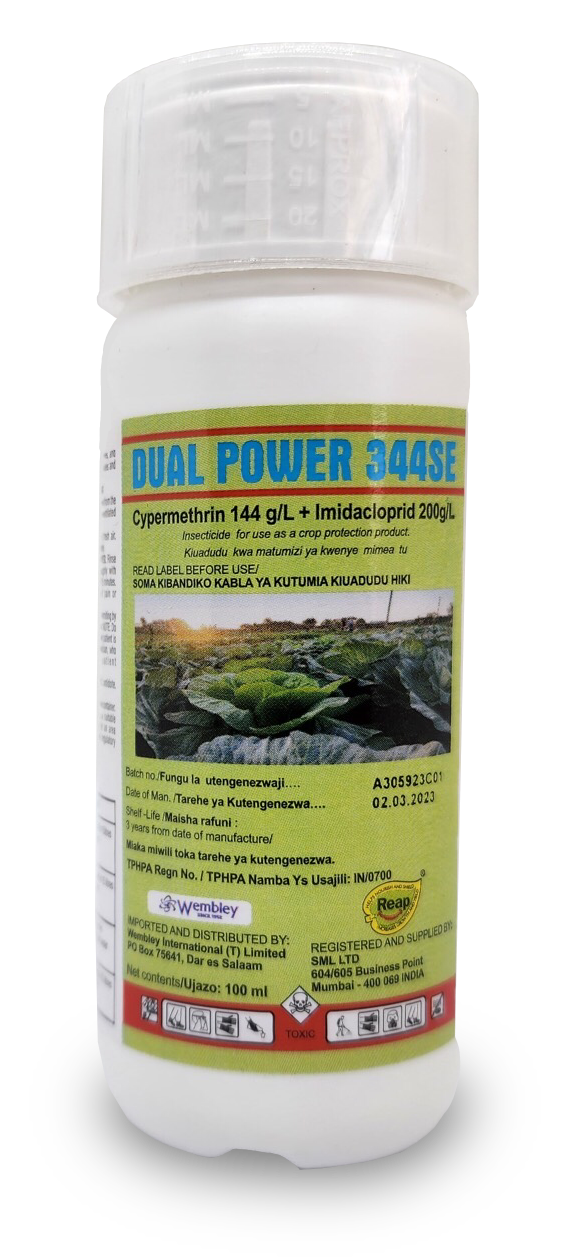 DUAL POWER 344SE
Cypermethrin 144 g/L + Imidacloprid 200g/L
Insecticide for use as a crop protection product.
Kiuadudu kwa matumizi ya kwenye mimea tu
READ LABEL BEFORE USE/
SOMA KIBANDIKO KABLA YA KUTUMIA KIUADUDU HIKI
Batch no./Fungu la utengenezwaji.... A305923C01
Date of Man. /Tarehe ya Kutengenezwa.... 02.03.2023
Shelf -Life /Maisha rafuni :
3 years from date of manufacture/
Miaka miwili toka tarehe ya kutengenezwa.
TPHPA Regn No. / TPHPA Namba Ys Usajili: IN/0700
Wembley
SINCE 1992
Reap
®
IMPORTED AND DISTRIBUTED BY:
Wembley International (T) Limited
PO Box 75641, Dar es Salaam
Net contents/Ujazo: 100 ml
REGISTERED AND SUPPLIED BY:
SML LTD
604/605 Business Point
Mumbai - 400 069 INDIA
TOXIC